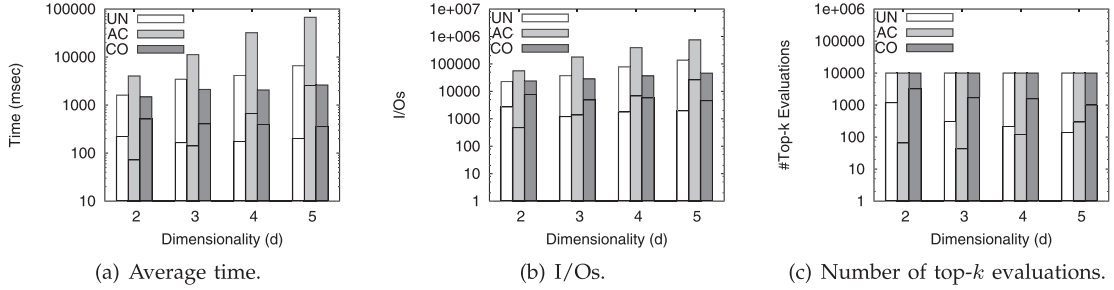 100000
10000
1000
100
10
Time (msec)
UN
AC
CO
2 3 4 5
Dimensionality (d)
(a) Average time.
1e+007
1e+006
100000
10000
1000
100
10
1
I/Os
UN
AC
CO
2 3 4 5
Dimensionality (d)
(b) I/Os.
1e+006
100000
10000
1000
100
10
1
#Top-k Evaluations
UN
AC
CO
2 3 4 5
Dimensionality (d)
(c) Number of top-k evaluations.